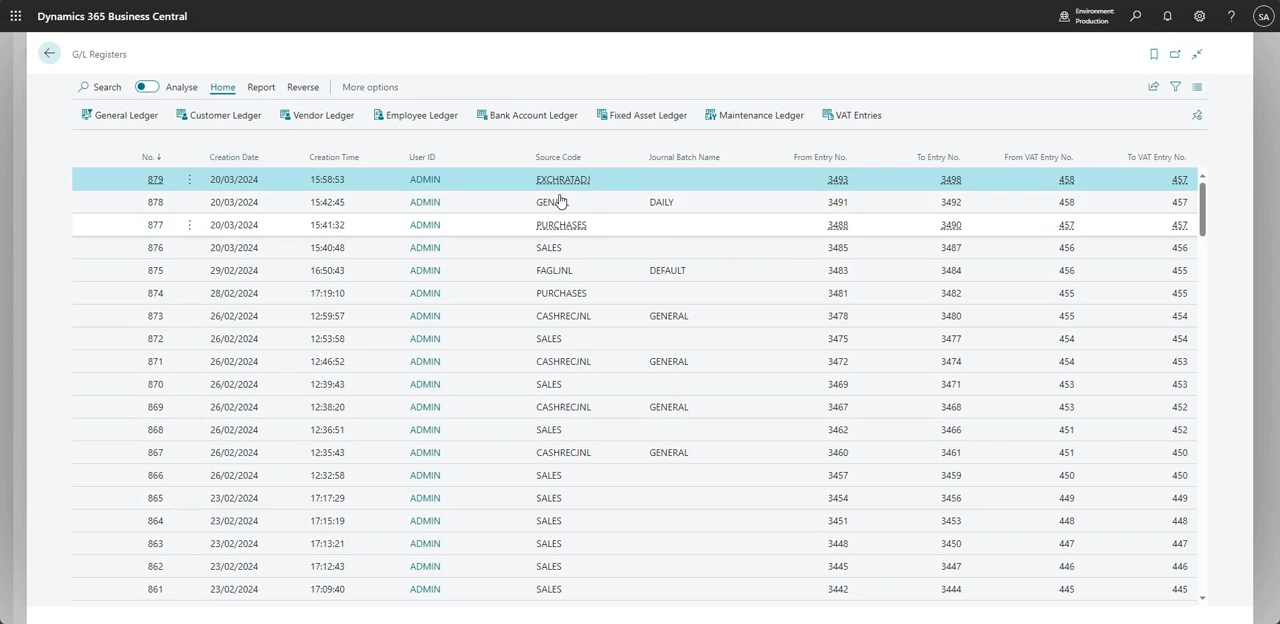 Dynamics 365 Business Central
Environment:
Production
?
SA
G/L Registers
Search Analyse Home Report Reverse More options
General Ledger Customer Ledger Vendor Ledger Employee Ledger Bank Account Ledger Fixed Asset Ledger Maintenance Ledger VAT Entries
No. ↓ Creation Date Creation Time User ID Source Code Journal Batch Name From Entry No. To Entry No. From VAT Entry No. To VAT Entry No.
879 20/03/2024 15:58:53 ADMIN EXCHRATADJ 3493 3498 458 457
878 20/03/2024 15:42:45 ADMIN DAILY 3491 3492 458 457
877 20/03/2024 15:41:32 ADMIN PURCHASES 3488 3490 457 457
876 20/03/2024 15:40:48 ADMIN SALES 3485 3487 456 456
875 29/02/2024 16:50:43 ADMIN FAGLJNL DEFAULT 3483 3484 456 455
874 28/02/2024 17:19:10 ADMIN PURCHASES 3481 3482 455 455
873 26/02/2024 12:59:57 ADMIN CASHRECJNL GENERAL 3478 3480 455 454
872 26/02/2024 12:53:58 ADMIN SALES 3475 3477 454 454
871 26/02/2024 12:46:52 ADMIN CASHRECJNL GENERAL 3472 3474 454 453
870 26/02/2024 12:39:43 ADMIN SALES 3469 3471 453 453
869 26/02/2024 12:38:20 ADMIN CASHRECJNL GENERAL 3467 3468 453 452
868 26/02/2024 12:36:51 ADMIN SALES 3462 3466 451 452
867 26/02/2024 12:35:43 ADMIN CASHRECJNL GENERAL 3460 3461 451 450
866 26/02/2024 12:32:58 ADMIN SALES 3457 3459 450 450
865 23/02/2024 17:17:29 ADMIN SALES 3454 3456 449 449
864 23/02/2024 17:15:19 ADMIN SALES 3451 3453 448 448
863 23/02/2024 17:13:21 ADMIN SALES 3448 3450 447 447
862 23/02/2024 17:12:43 ADMIN SALES 3445 3447 446 446
861 23/02/2024 17:09:40 ADMIN SALES 3442 3444 445 445